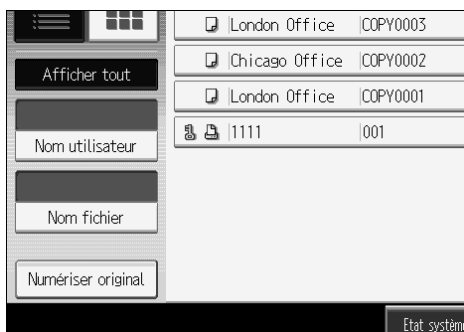 London Office COPY0003
Chicago Office COPY0002
London Office COPY0001
1111 001
Afficher tout
Nom utilisateur
Nom fichier
Numériser original
Etat système